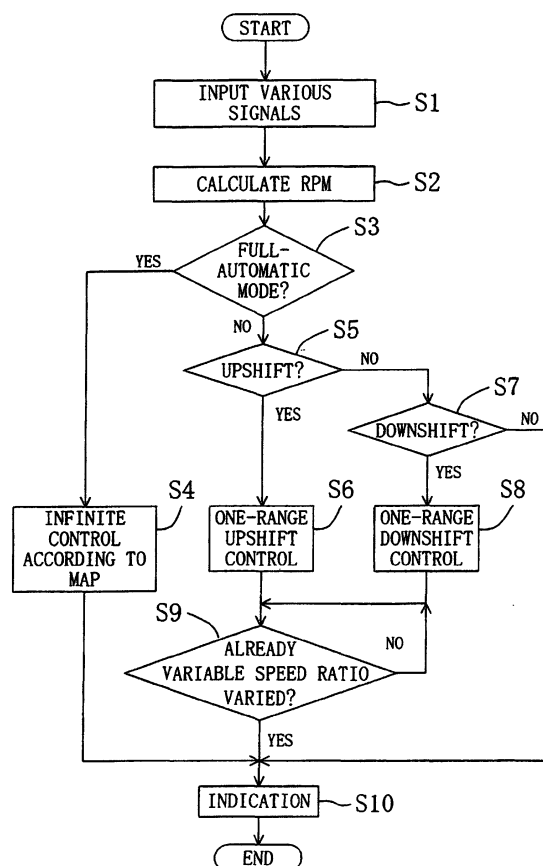 START
INPUT VARIOUS
SIGNALS
S1
CALCULATE RPM
S2
S3
FULL-
AUTOMATIC
MODE?
YES
NO
S5
UPSHIFT?
NO
YES
S7
DOWNSHIFT?
NO
YES
S4
INFINITE
CONTROL
ACCORDING TO
MAP
S6
ONE-RANGE
UPSHIFT
CONTROL
S8
ONE-RANGE
DOWNSHIFT
CONTROL
S9
ALREADY
VARIABLE SPEED RATIO
VARIED?
NO
YES
INDICATION
S10
END